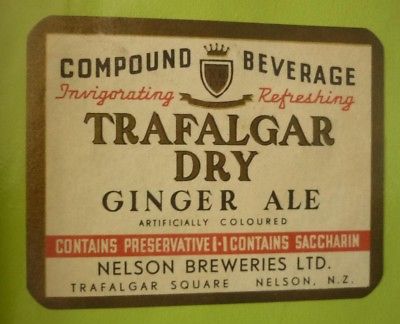 COMPOUND BEVERAGE
Invigorating Refreshing
TRAFALGAR
DRY
GINGER ALE
ARTIFICIALLY COLOURED
CONTAINS PRESERVATIVE (·) CONTAINS SACCHARIN
NELSON BREWERIES LTD.
TRAFALGAR SQUARE NELSON, N.Z.